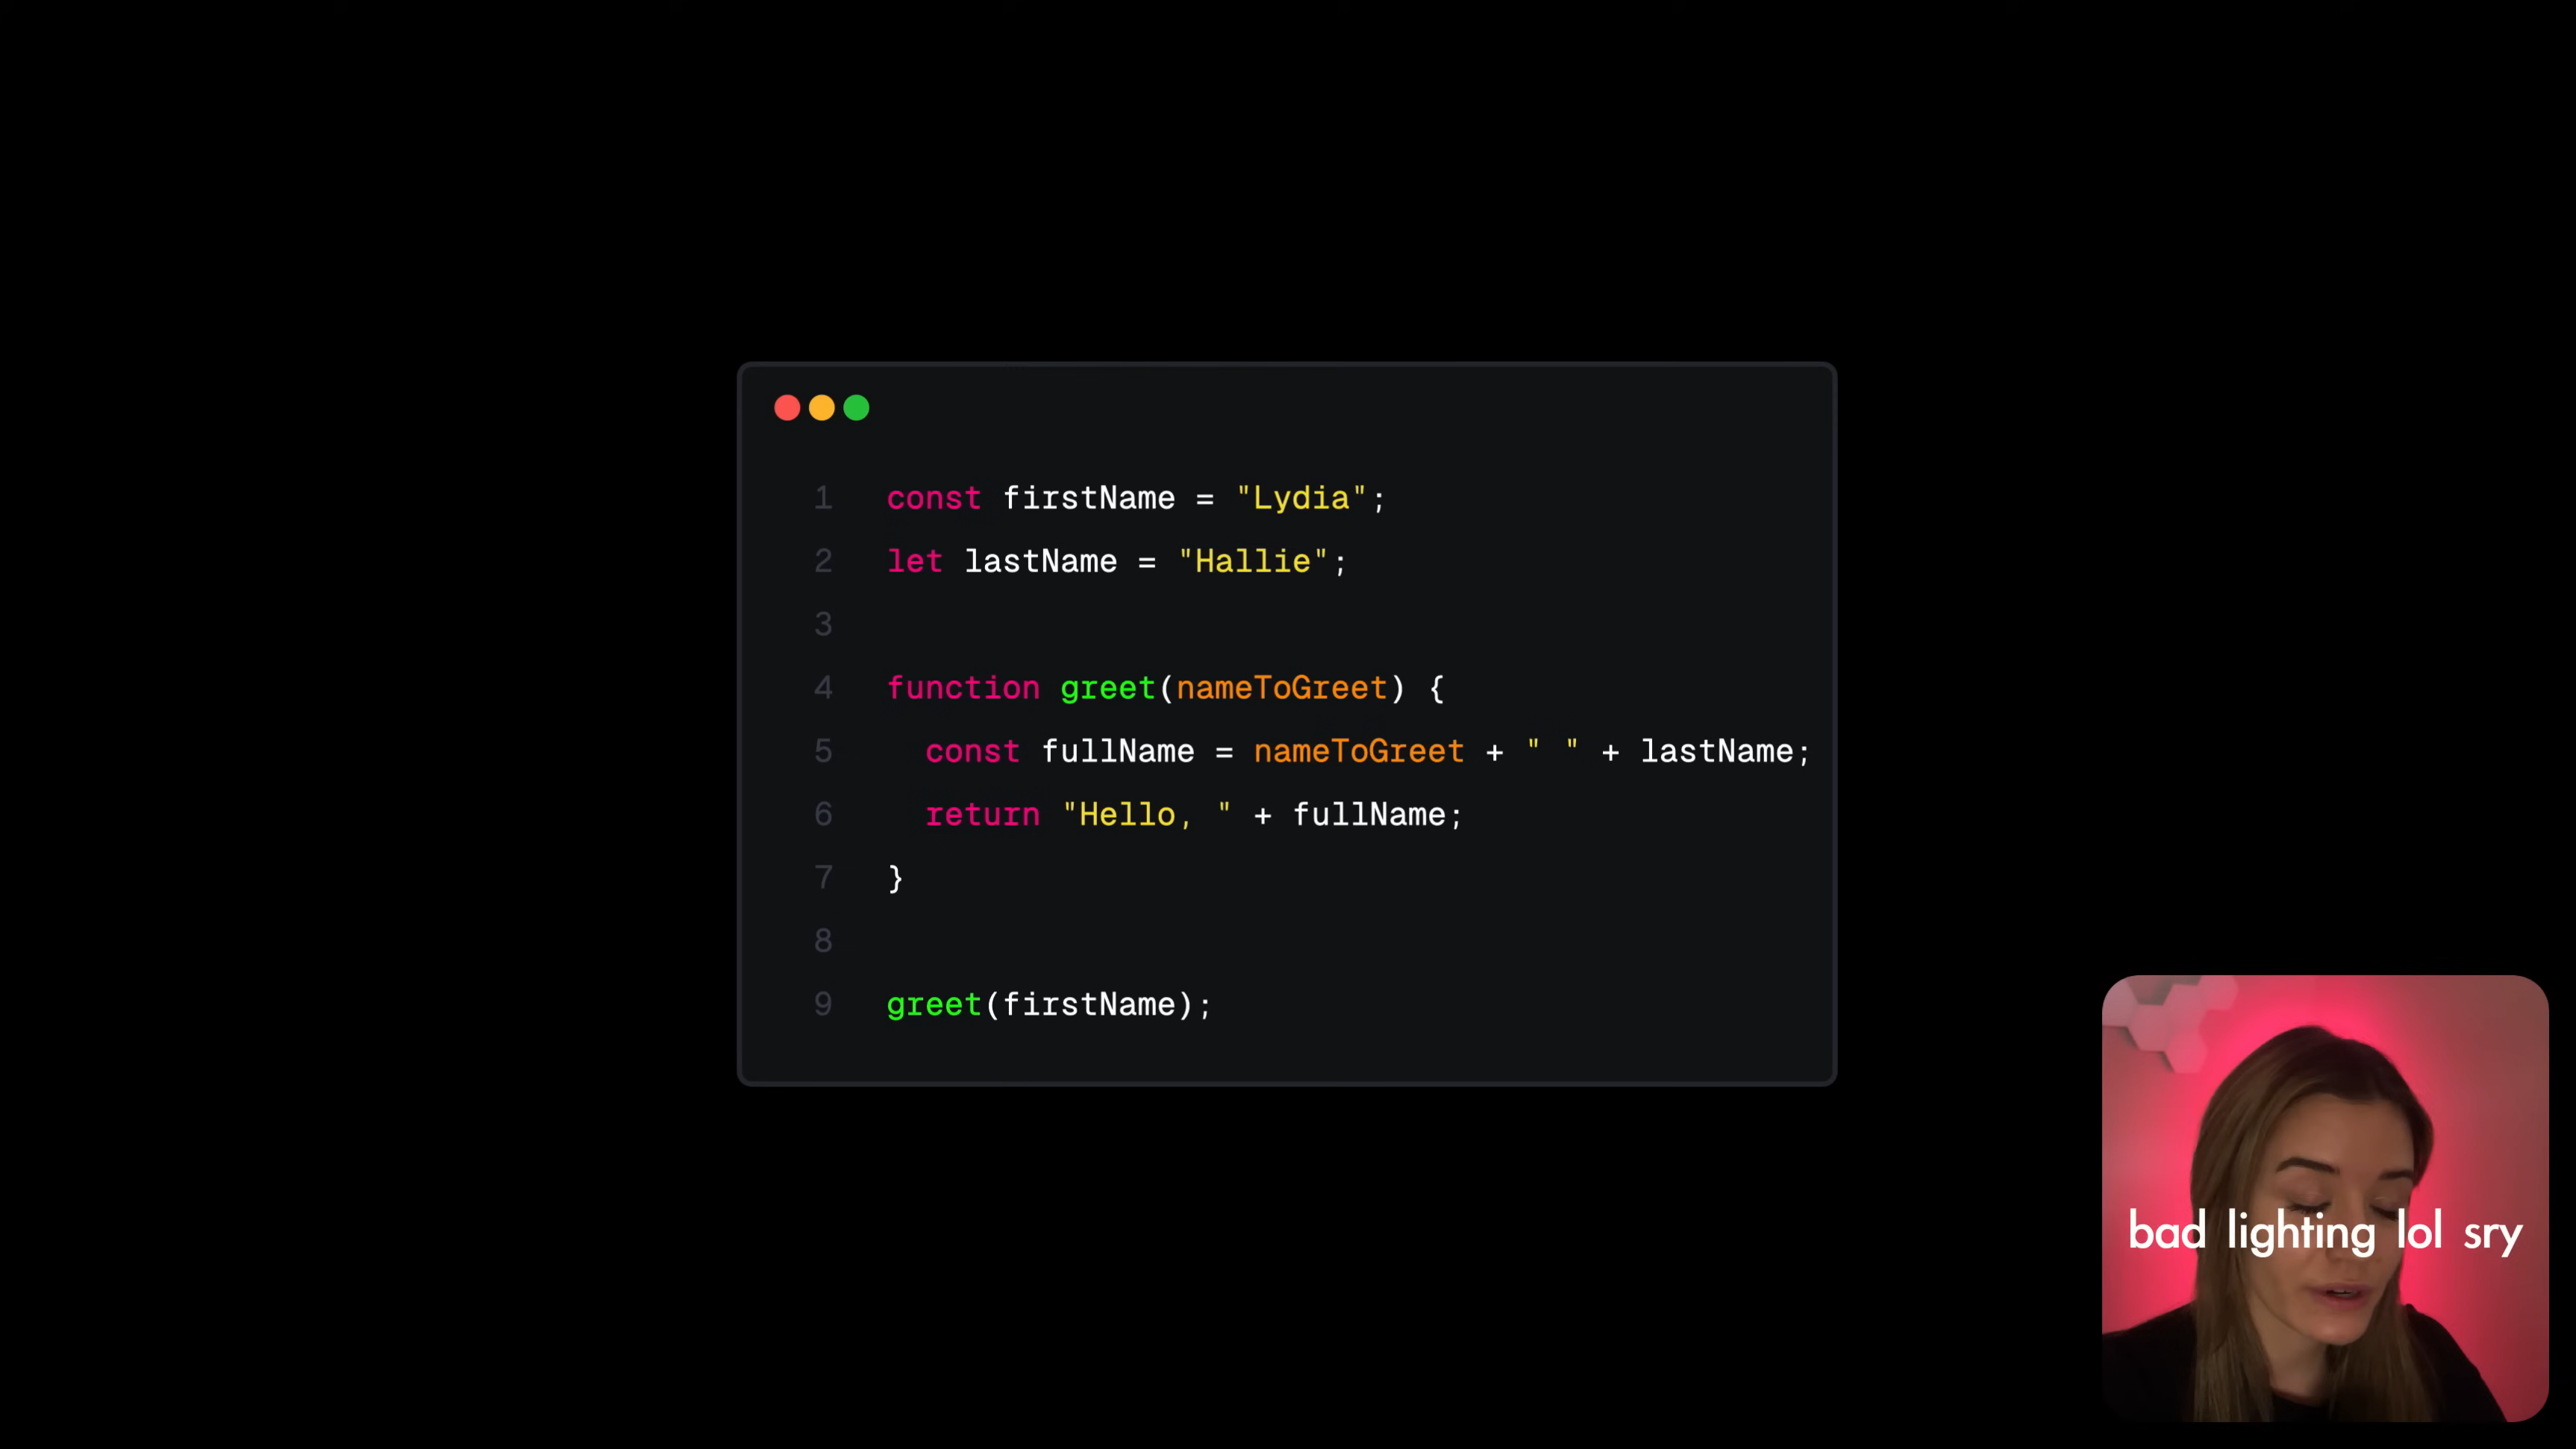 1 const firstName = "Lydia";
2 let lastName = "Hallie";
3
4 function greet(nameToGreet) {
5   const fullName = nameToGreet + " " + lastName;
6   return "Hello, " + fullName;
7 }
8
9 greet(firstName);
bad lighting lol sry